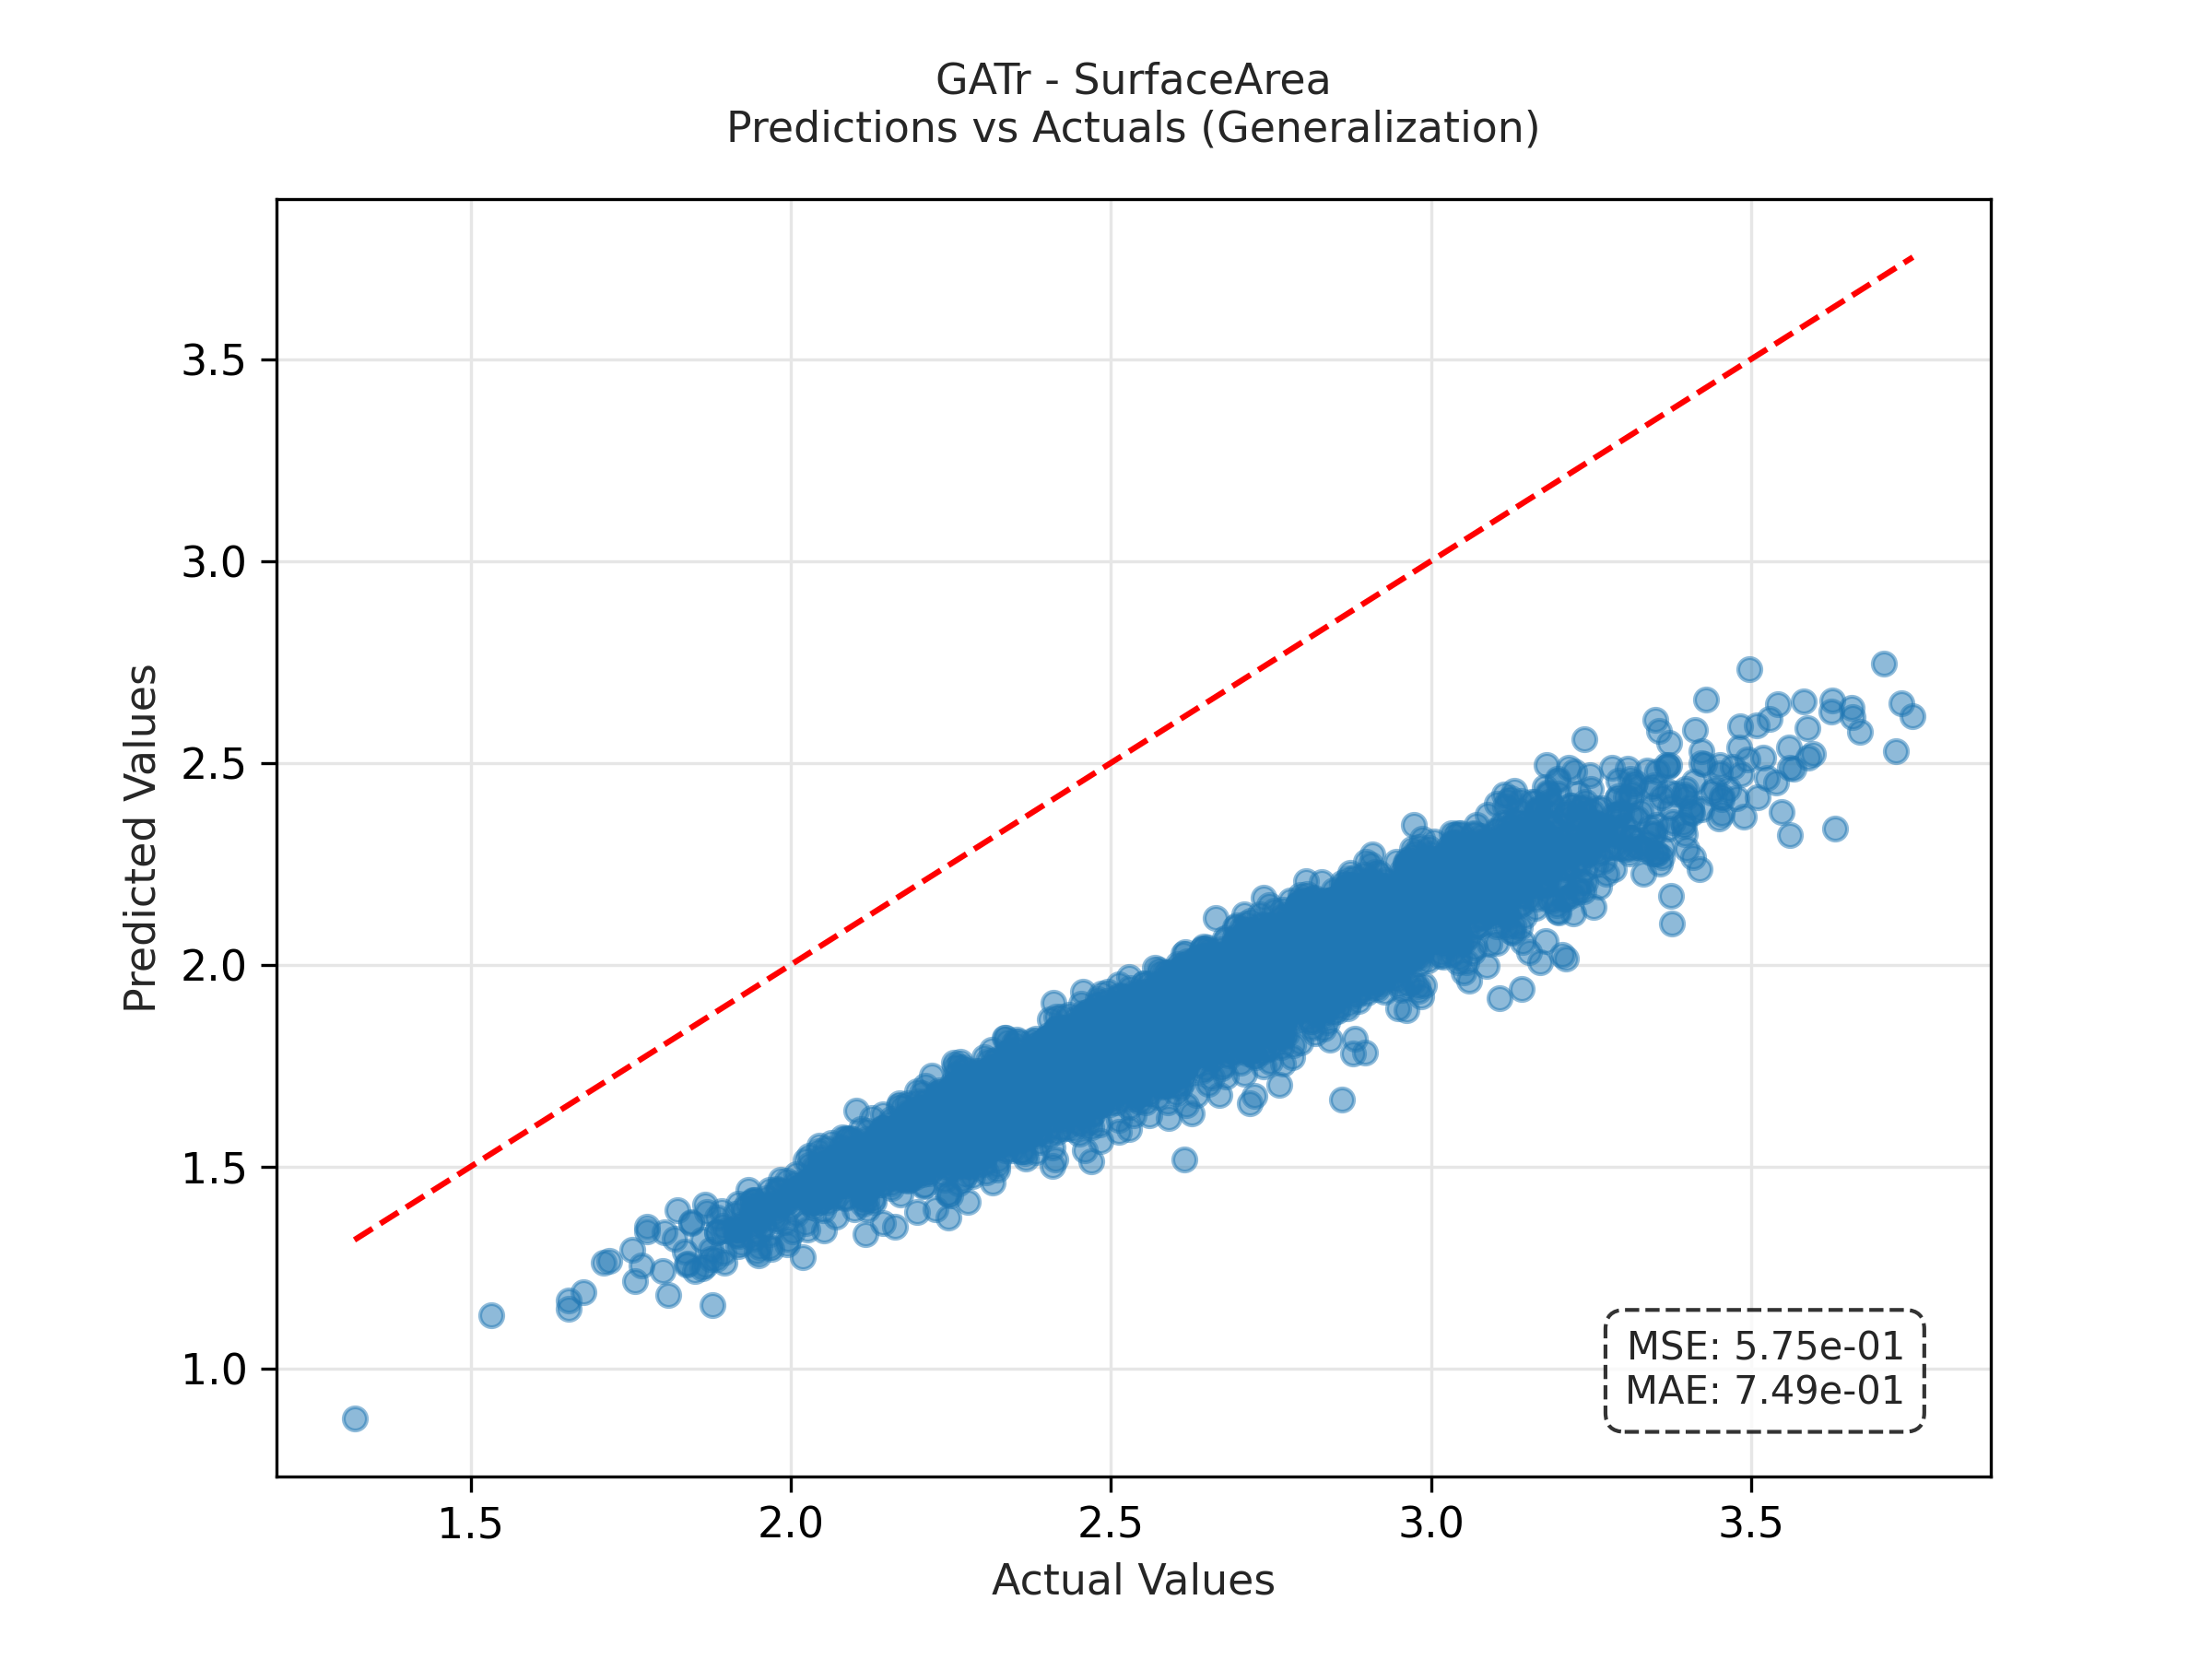 GATr - SurfaceArea
Predictions vs Actuals (Generalization)
Predicted Values
3.5
3.0
2.5
2.0
1.5
1.0
MSE: 5.75e-01
MAE: 7.49e-01
1.5
2.0
2.5
3.0
3.5
Actual Values